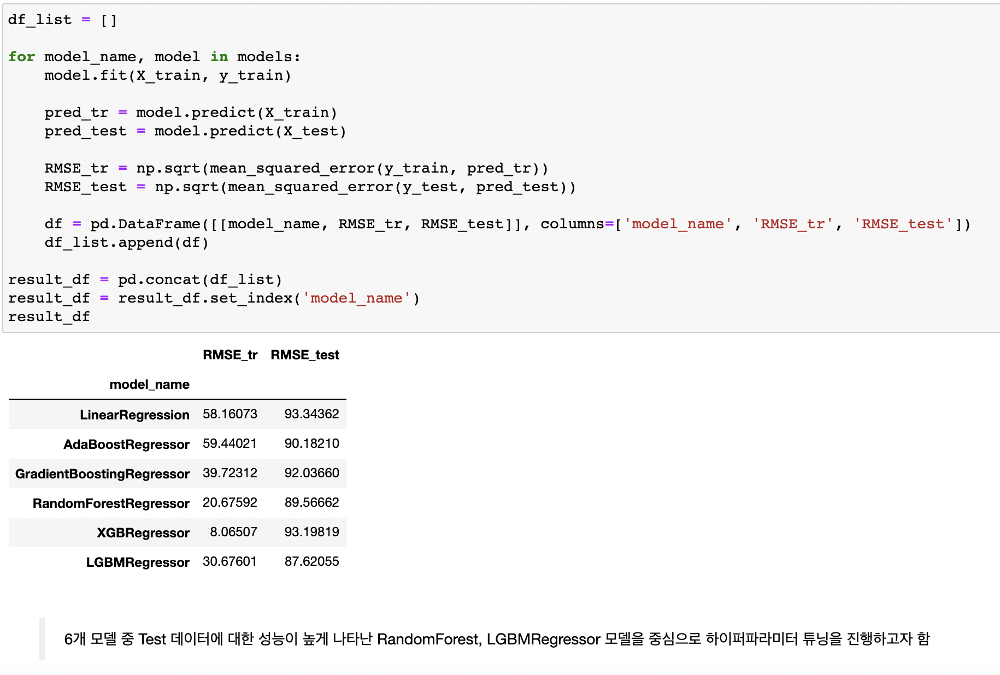 df_list = []
for model_name, model in models:
    model.fit(X_train, y_train)
    pred_tr = model.predict(X_train)
    pred_test = model.predict(X_test)
    RMSE_tr = np.sqrt(mean_squared_error(y_train, pred_tr))
    RMSE_test = np.sqrt(mean_squared_error(y_test, pred_test))
    df = pd.DataFrame([[model_name, RMSE_tr, RMSE_test]], columns=['model_name', 'RMSE_tr', 'RMSE_test'])
    df_list.append(df)
result_df = pd.concat(df_list)
result_df = result_df.set_index('model_name')
result_df
RMSE_tr RMSE_test
model_name
LinearRegression 58.16073 93.34362
AdaBoostRegressor 59.44021 90.18210
GradientBoostingRegressor 39.72312 92.03660
RandomForestRegressor 20.67592 89.56662
XGBRegressor 8.06507 93.19819
LGBMRegressor 30.67601 87.62055
6개 모델 중 Test 데이터에 대한 성능이 높게 나타난 RandomForest, LGBMRegressor 모델을 중심으로 하이퍼파라미터 튜닝을 진행하고자 함